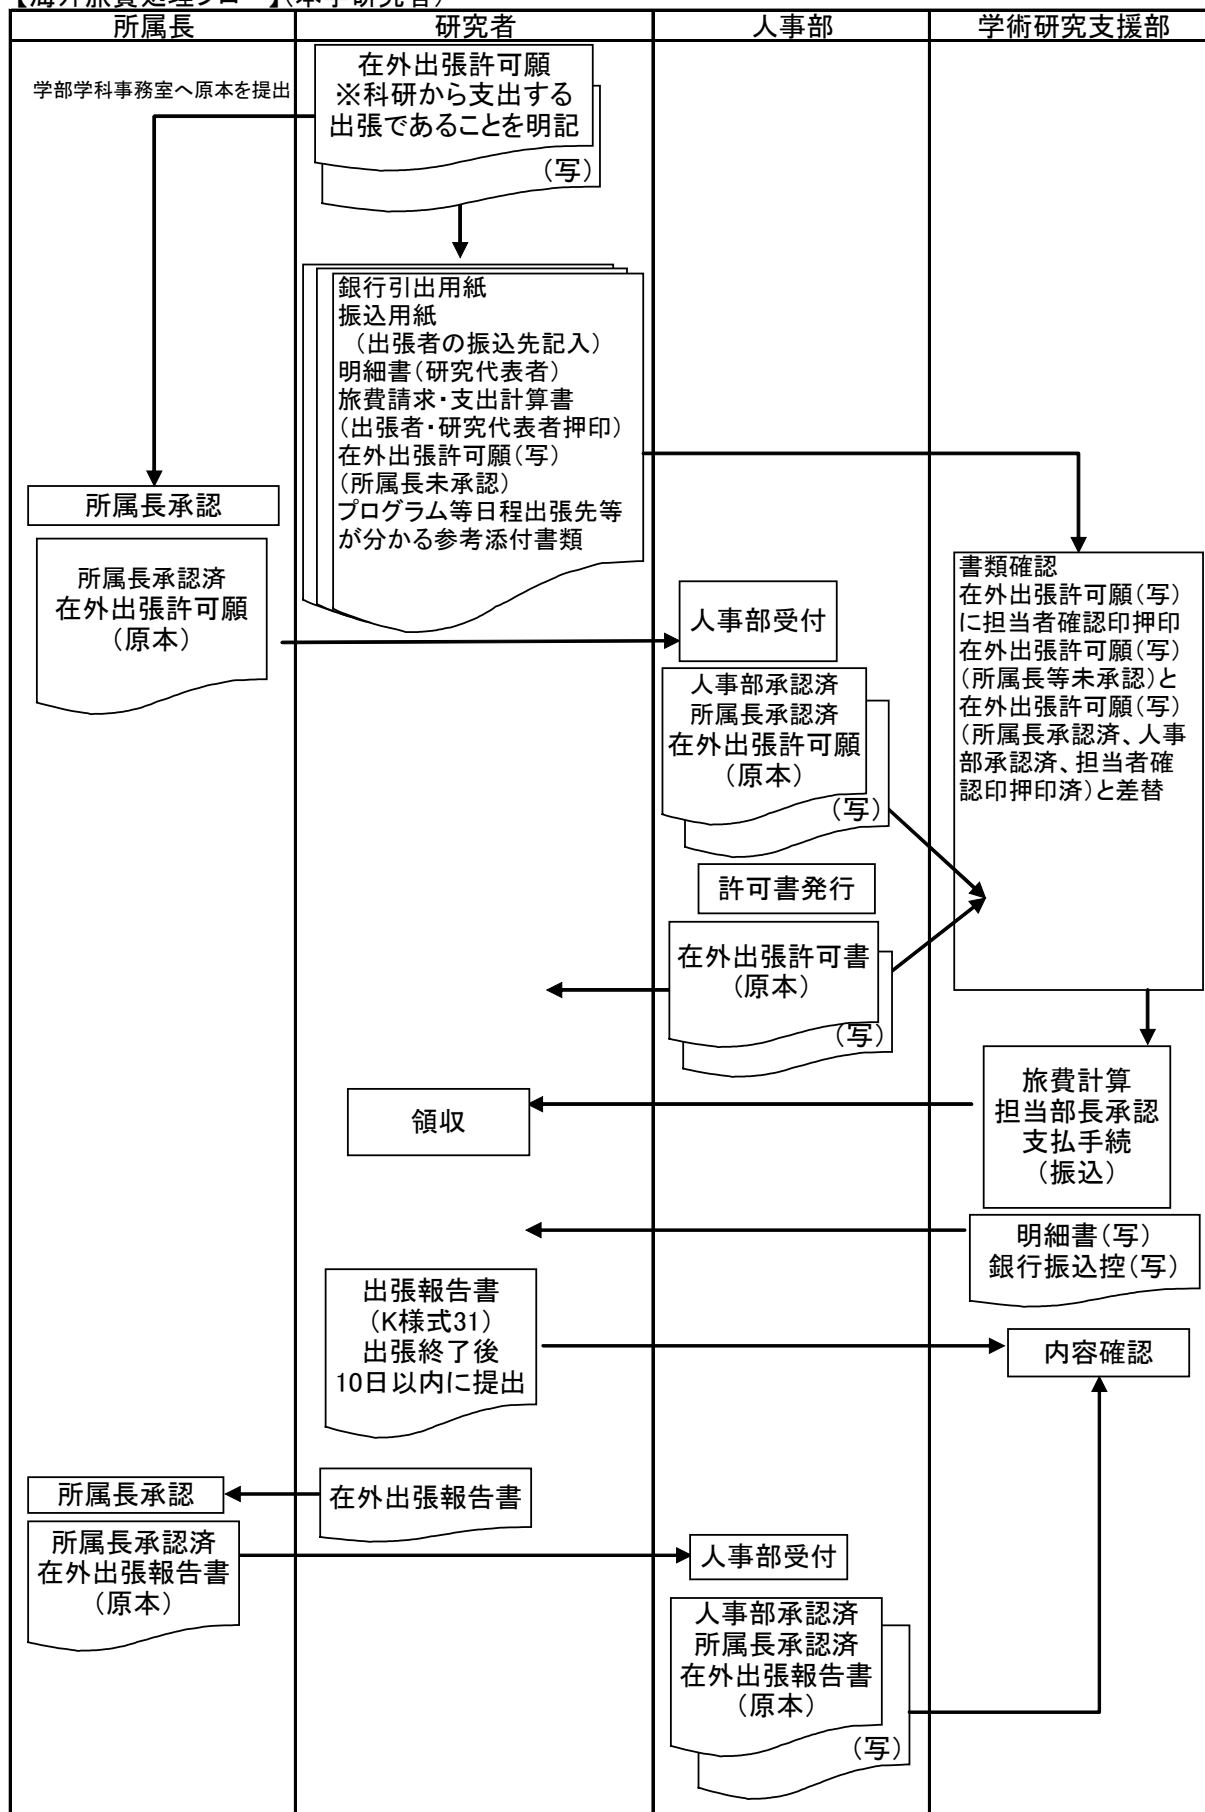 【海外旅費処理フロー】(本学研究者)
所属長
研究者
人事部
学術研究支援部
学部学科事務室へ原本を提出
在外出張許可願
※科研から支出する
出張であることを明記
(写)
銀行引出用紙
振込用紙
(出張者の振込先記入)
明細書(研究代表者)
旅費請求・支出計算書
(出張者・研究代表者押印)
在外出張許可願(写)
(所属長未承認)
プログラム等日程出張先等
が分かる参考添付書類
所属長承認
所属長承認済
在外出張許可願
(原本)
人事部受付
人事部承認済
所属長承認済
在外出張許可願
(原本)
(写)
書類確認
在外出張許可願(写)
に担当者確認印押印
在外出張許可願(写)
(所属長等未承認)と
在外出張許可願(写)
(所属長承認済、人事
部承認済、担当者確
認印押印済)と差替
許可書発行
在外出張許可書
(原本)
(写)
領収
旅費計算
担当部長承認
支払手続
(振込)
明細書(写)
銀行振込控(写)
出張報告書
(K様式31)
出張終了後
10日以内に提出
内容確認
所属長承認
在外出張報告書
所属長承認済
在外出張報告書
(原本)
人事部受付
人事部承認済
所属長承認済
在外出張報告書
(原本)
(写)